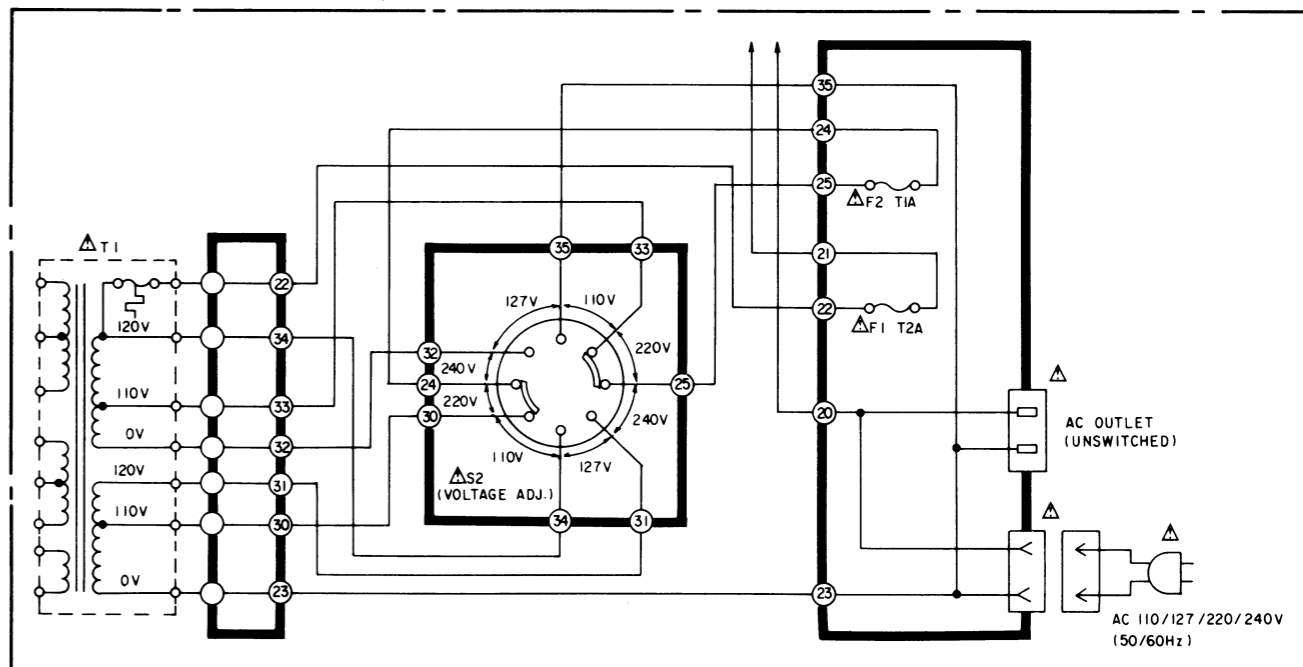 35
24
25
⚠F2 T1A
21
22
⚠F1 T2A
20
⚠
AC OUTLET
(UNSWITCHED)
⚠
⚠
23
AC 110/127/220/240V
(50/60Hz)
35
33
127V
110V
32
240V
220V
24
25
220V
240V
30
110V
127V
⚠S2
(VOLTAGE ADJ.)
34
31
⚠T1
22
120V
34
110V
33
0V
32
120V
31
110V
30
0V
23